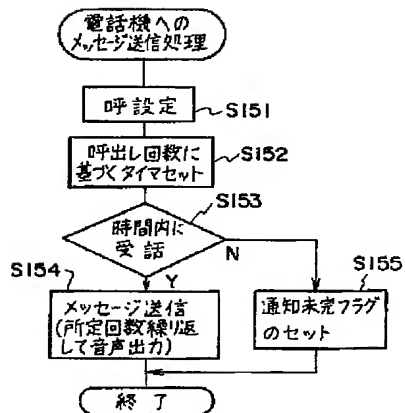 電話機への
メッセージ送信処理
呼設定
S151
呼出し回数に
基づくタイマセット
S152
S153
時間内に
受話
N
Y
S154
メッセージ送信
(所定回数繰り返
して音声出力)
S155
通知未完フラグ
のセット
終了